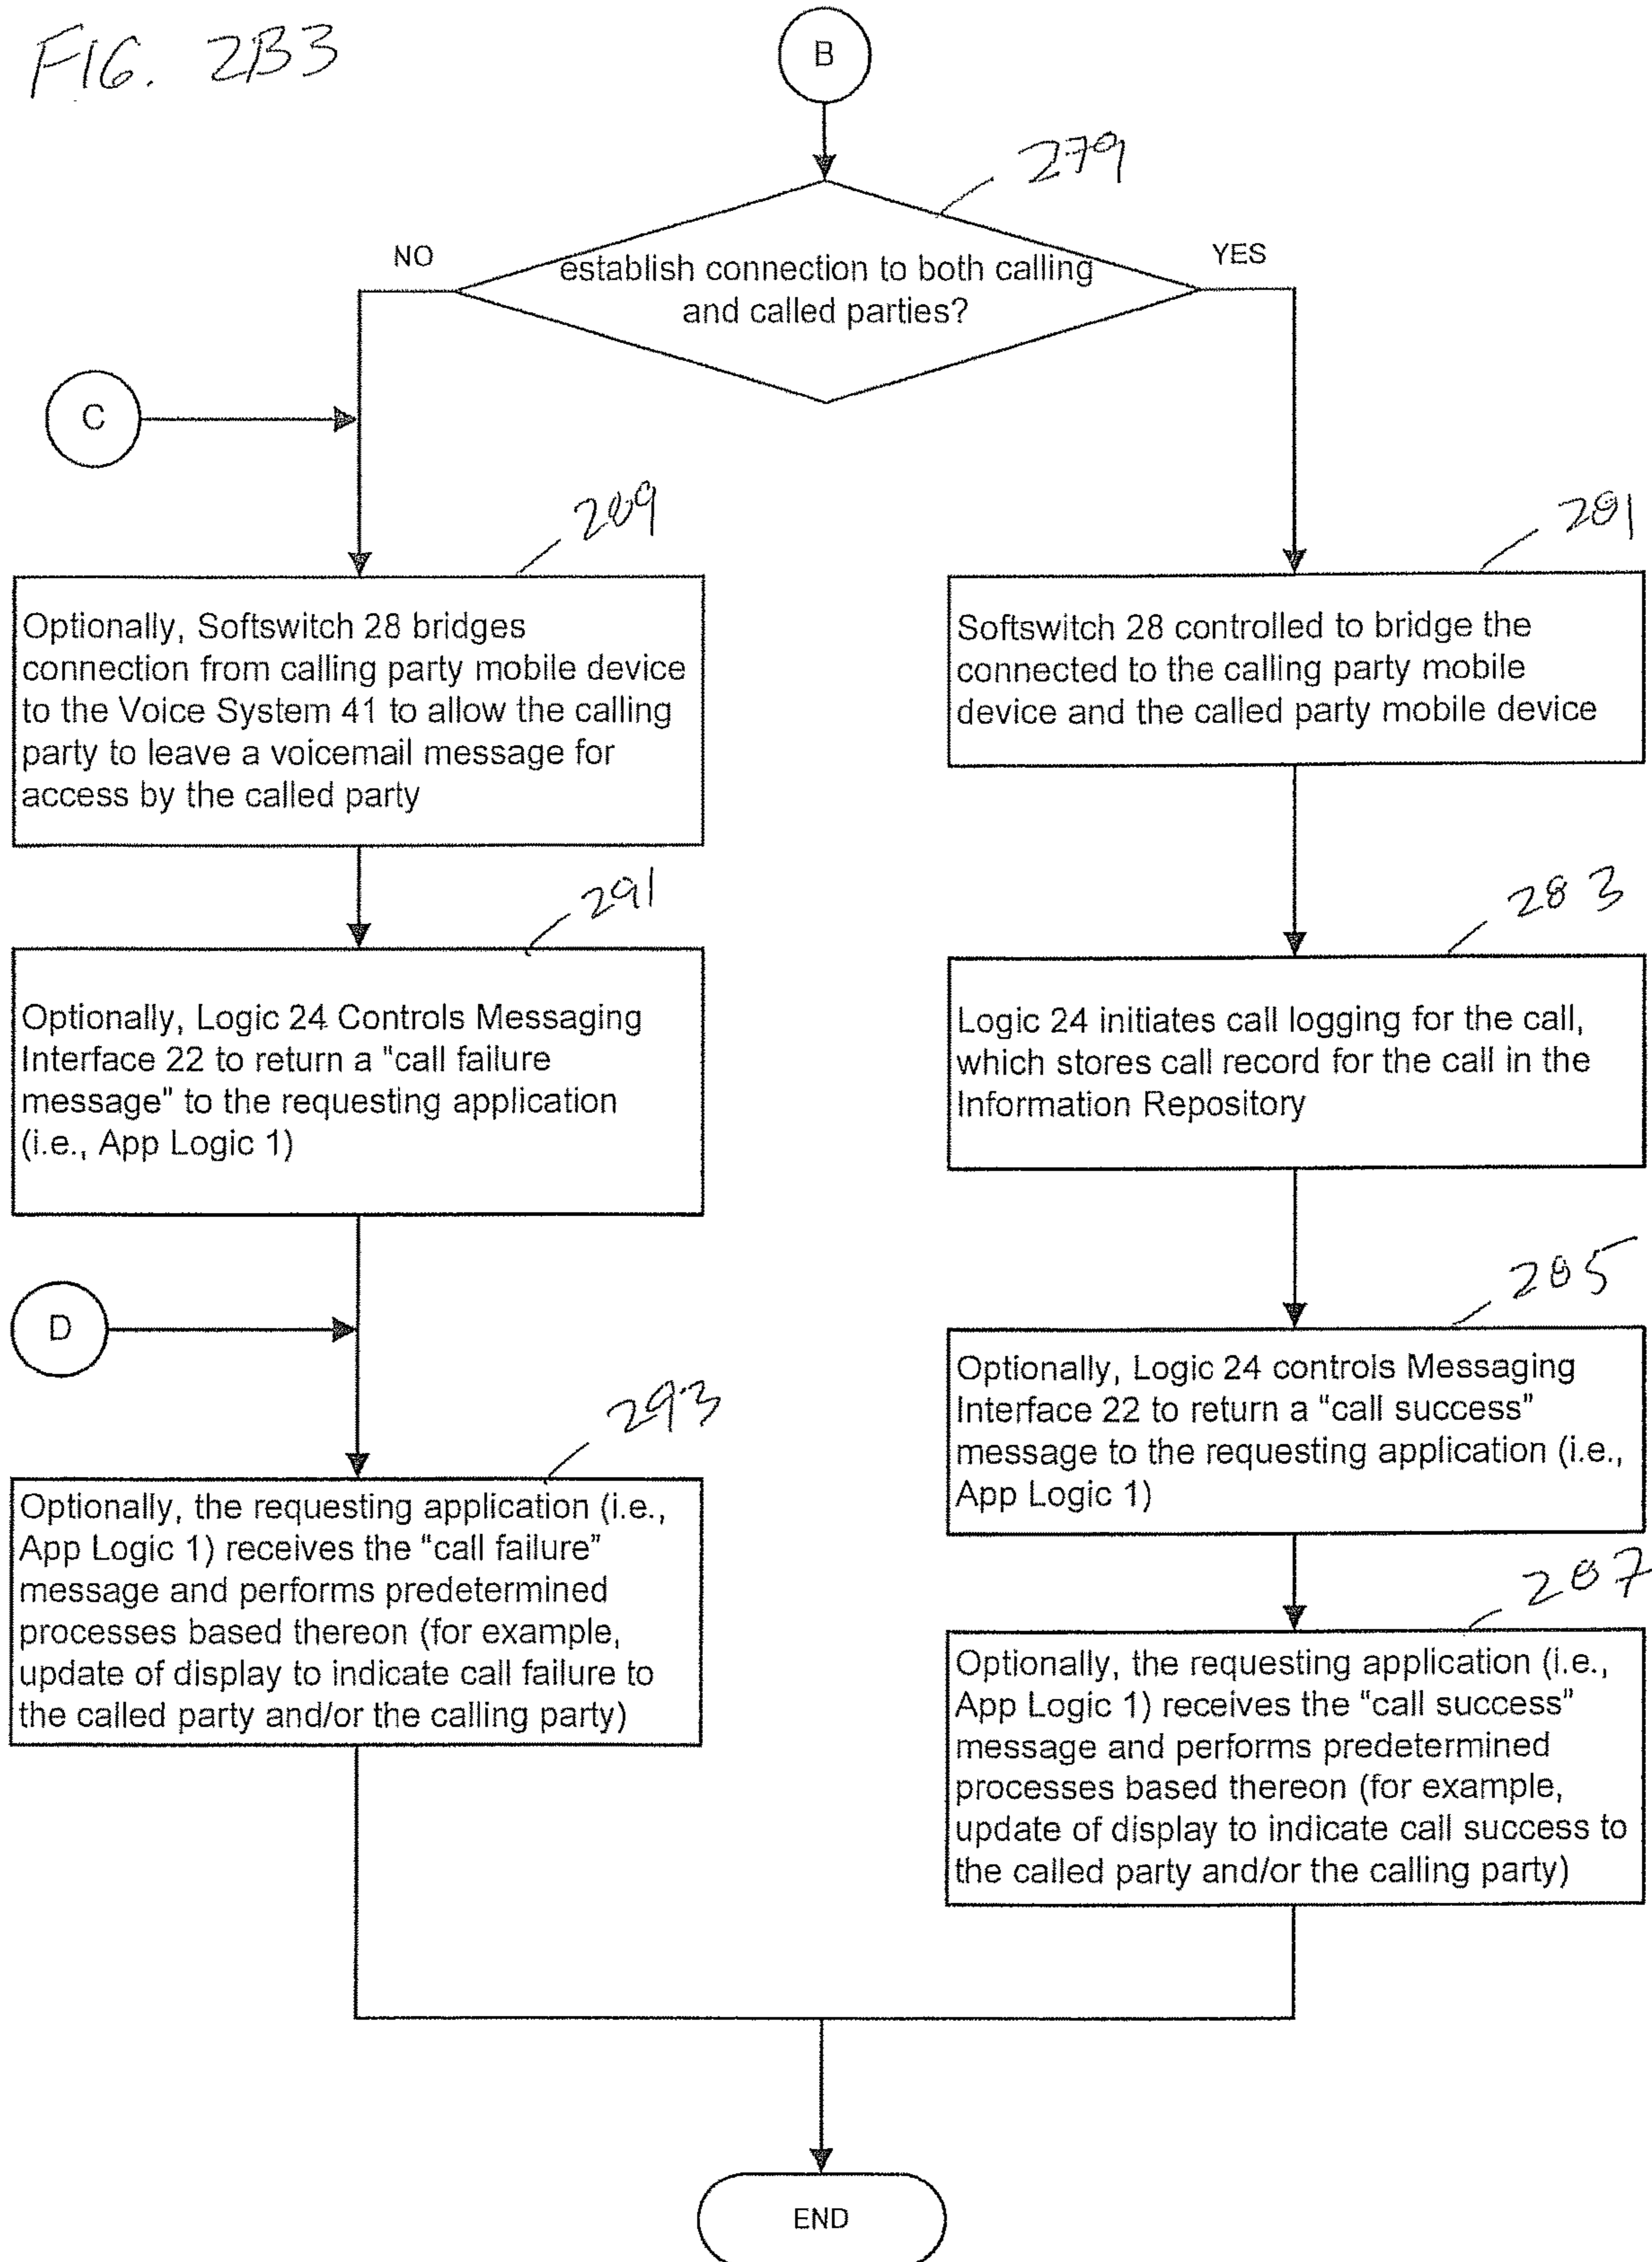 FIG. 2B3
B
279
NO
YES
establish connection to both calling
and called parties?
C
289
281
Optionally, Softswitch 28 bridges
connection from calling party mobile device
to the Voice System 41 to allow the calling
party to leave a voicemail message for
access by the called party
Softswitch 28 controlled to bridge the
connected to the calling party mobile
device and the called party mobile device
291
283
Optionally, Logic 24 Controls Messaging
Interface 22 to return a "call failure
message" to the requesting application
(i.e., App Logic 1)
Logic 24 initiates call logging for the call,
which stores call record for the call in the
Information Repository
D
285
293
Optionally, Logic 24 controls Messaging
Interface 22 to return a “call success”
message to the requesting application (i.e.,
App Logic 1)
Optionally, the requesting application (i.e.,
App Logic 1) receives the “call failure”
message and performs predetermined
processes based thereon (for example,
update of display to indicate call failure to
the called party and/or the calling party)
287
Optionally, the requesting application (i.e.,
App Logic 1) receives the “call success”
message and performs predetermined
processes based thereon (for example,
update of display to indicate call success to
the called party and/or the calling party)
END